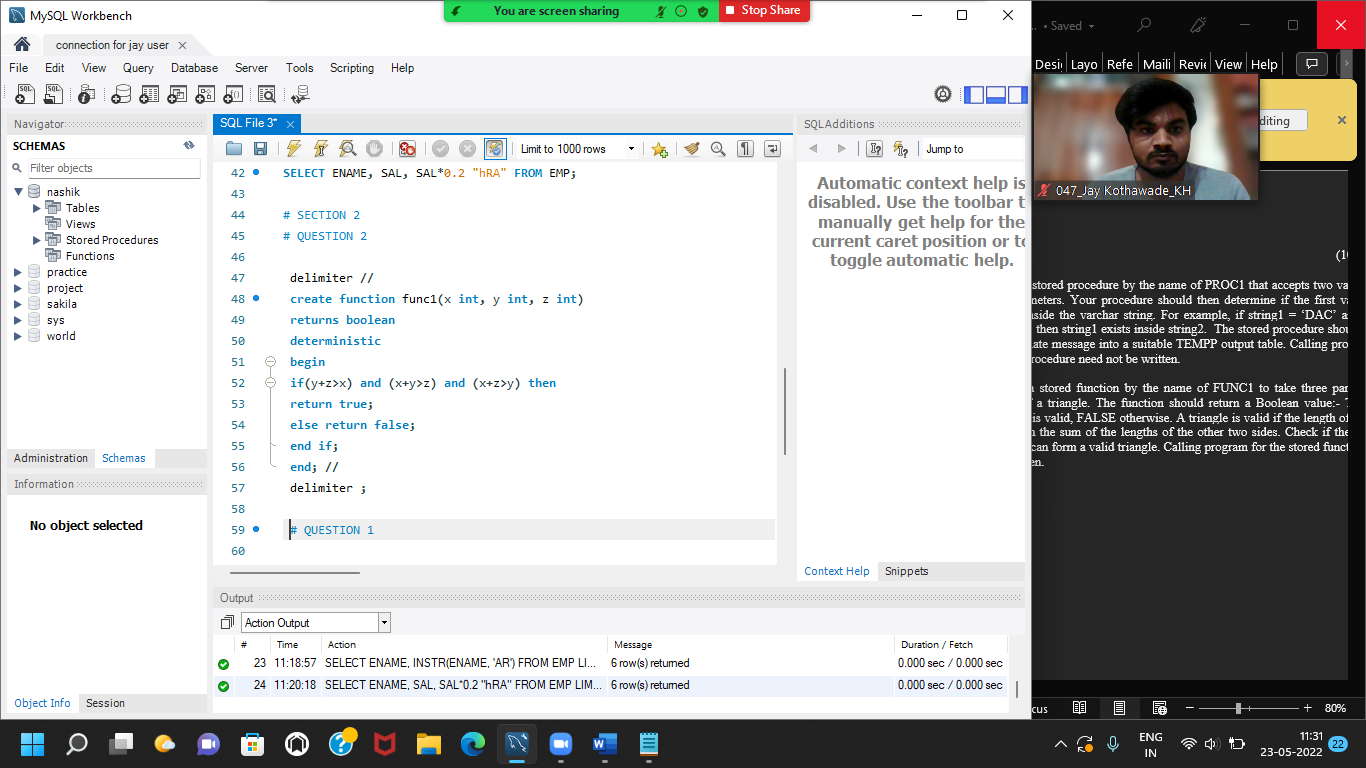 MySQL Workbench
You are screen sharing
Stop Share
connection for jay user
File Edit View Query Database Server Tools Scripting Help
Navigator
SCHEMAS
Filter objects
nashik
Tables
Views
Stored Procedures
Functions
practice
project
sakila
sys
world
Administration Schemas
Information
No object selected
Object Info Session
SQL File 3*
Limit to 1000 rows
42 SELECT ENAME, SAL, SAL*0.2 "hRA" FROM EMP;
43
44 # SECTION 2
45 # QUESTION 2
46
47 delimiter //
48 create function func1(x int, y int, z int)
49 returns boolean
50 deterministic
51 begin
52 if(y+z>x) and (x+y>z) and (x+z>y) then
53 return true;
54 else return false;
55 end if;
56 end; //
57 delimiter ;
58
59 # QUESTION 1
60
SQLAdditions
Jump to
Automatic context help is
disabled. Use the toolbar t
manually get help for the
current caret position or to
toggle automatic help.
Context Help Snippets
Output
Action Output
# Time Action Message Duration / Fetch
23 11:18:57 SELECT ENAME, INSTR(ENAME, 'AR') FROM EMP LI... 6 row(s) returned 0.000 sec / 0.000 sec
24 11:20:18 SELECT ENAME, SAL, SAL*0.2 "hRA" FROM EMP LIM... 6 row(s) returned 0.000 sec / 0.000 sec
... • Saved
Desig Layo Refe Maili Revie View Help
diting
047_Jay Kothawade_KH
(10
stored procedure by the name of PROC1 that accepts two va
meters. Your procedure should then determine if the first va
side the varchar string. For example, if string1 = ‘DAC’ a
then string1 exists inside string2. The stored procedure shou
ate message into a suitable TEMPP output table. Calling pro
rocedure need not be written.
stored function by the name of FUNC1 to take three par
f a triangle. The function should return a Boolean value:- T
is valid, FALSE otherwise. A triangle is valid if the length of
n the sum of the lengths of the other two sides. Check if the
can form a valid triangle. Calling program for the stored funct
en.
cus
80%
ENG
IN
11:31
23-05-2022
22